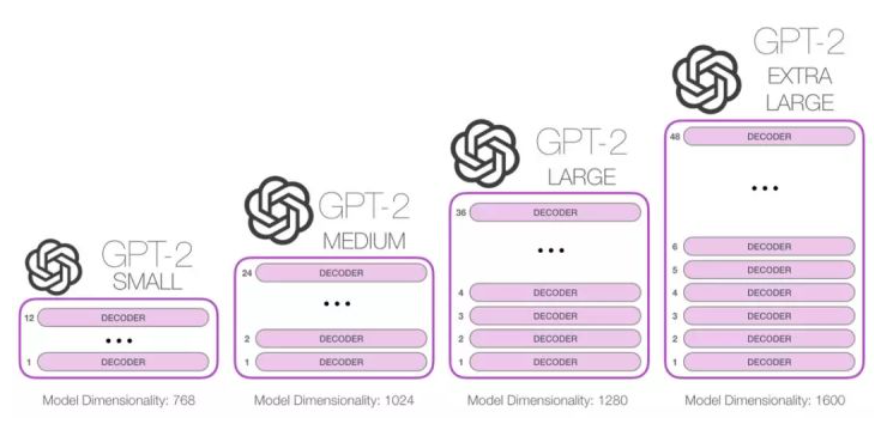 GPT-2
SMALL
12 DECODER
...
1 DECODER
Model Dimensionality: 768
GPT-2
MEDIUM
24 DECODER
...
2 DECODER
1 DECODER
Model Dimensionality: 1024
GPT-2
LARGE
36 DECODER
...
4 DECODER
3 DECODER
2 DECODER
1 DECODER
Model Dimensionality: 1280
GPT-2
EXTRA
LARGE
48 DECODER
...
6 DECODER
5 DECODER
4 DECODER
3 DECODER
2 DECODER
1 DECODER
Model Dimensionality: 1600